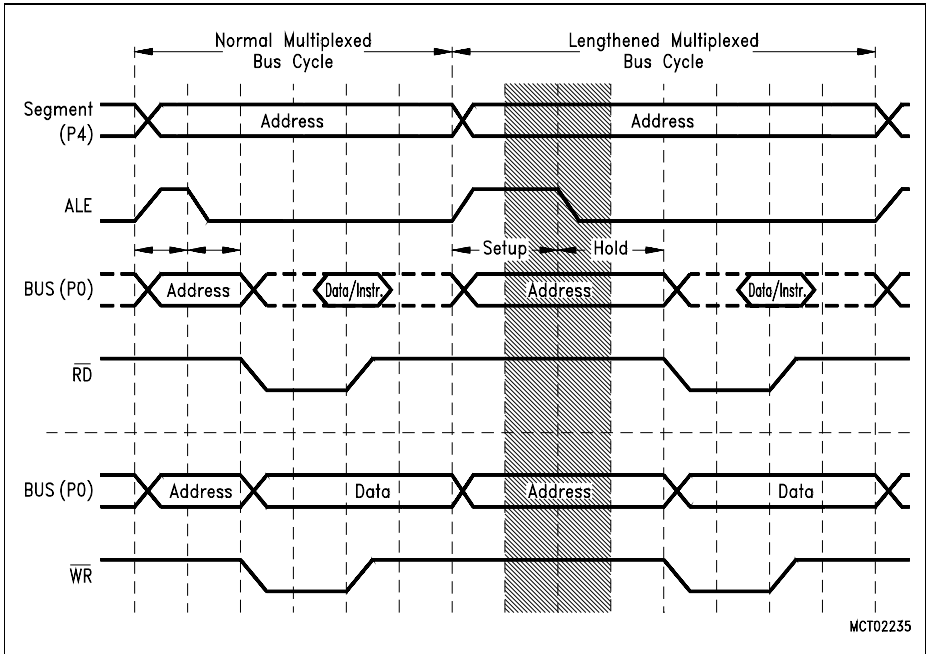 Normal Multiplexed
Bus Cycle
Lengthened Multiplexed
Bus Cycle
Segment
(P4)
Address
Address
ALE
Setup
Hold
BUS (P0)
Address
Data/Instr.
Address
Data/Instr.
RD
BUS (P0)
Address
Data
Address
Data
WR
MCT02235